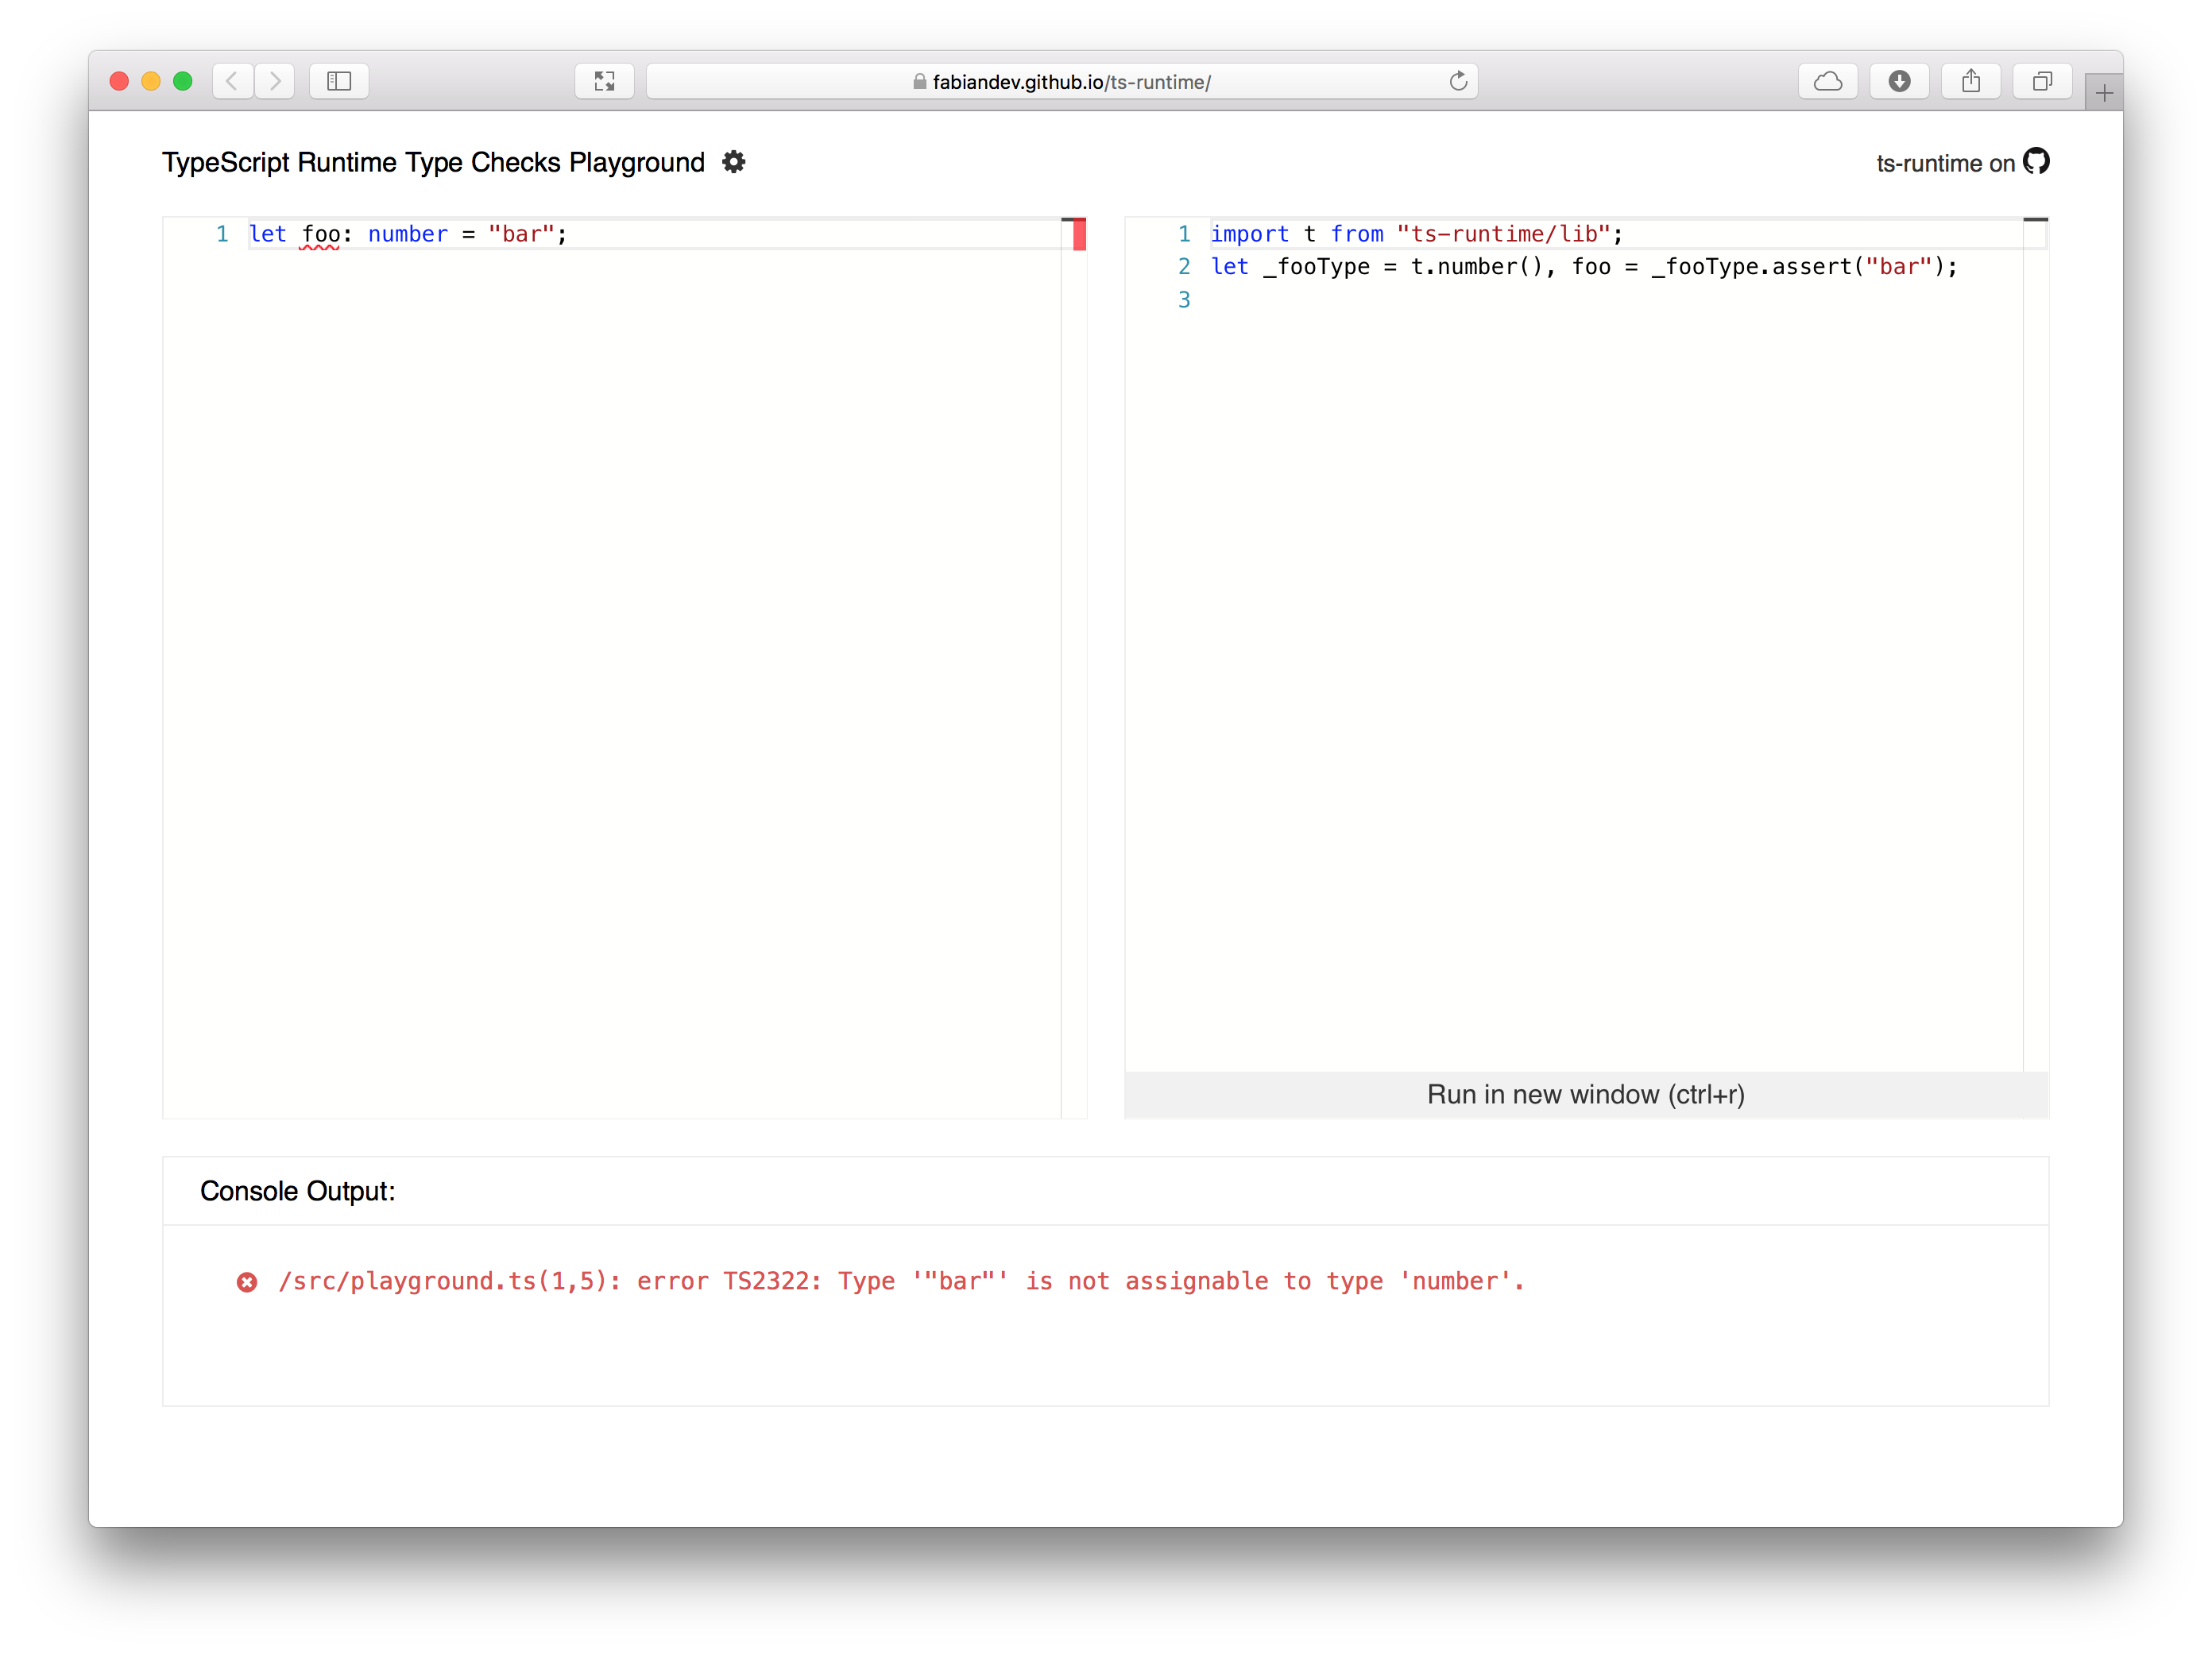 fabiandev.github.io/ts-runtime/
TypeScript Runtime Type Checks Playground
ts-runtime on
1 let foo: number = "bar";
1 import t from "ts-runtime/lib";
2 let _fooType = t.number(), foo = _fooType.assert("bar");
3
Run in new window (ctrl+r)
Console Output:
/src/playground.ts(1,5): error TS2322: Type '"bar"' is not assignable to type 'number'.